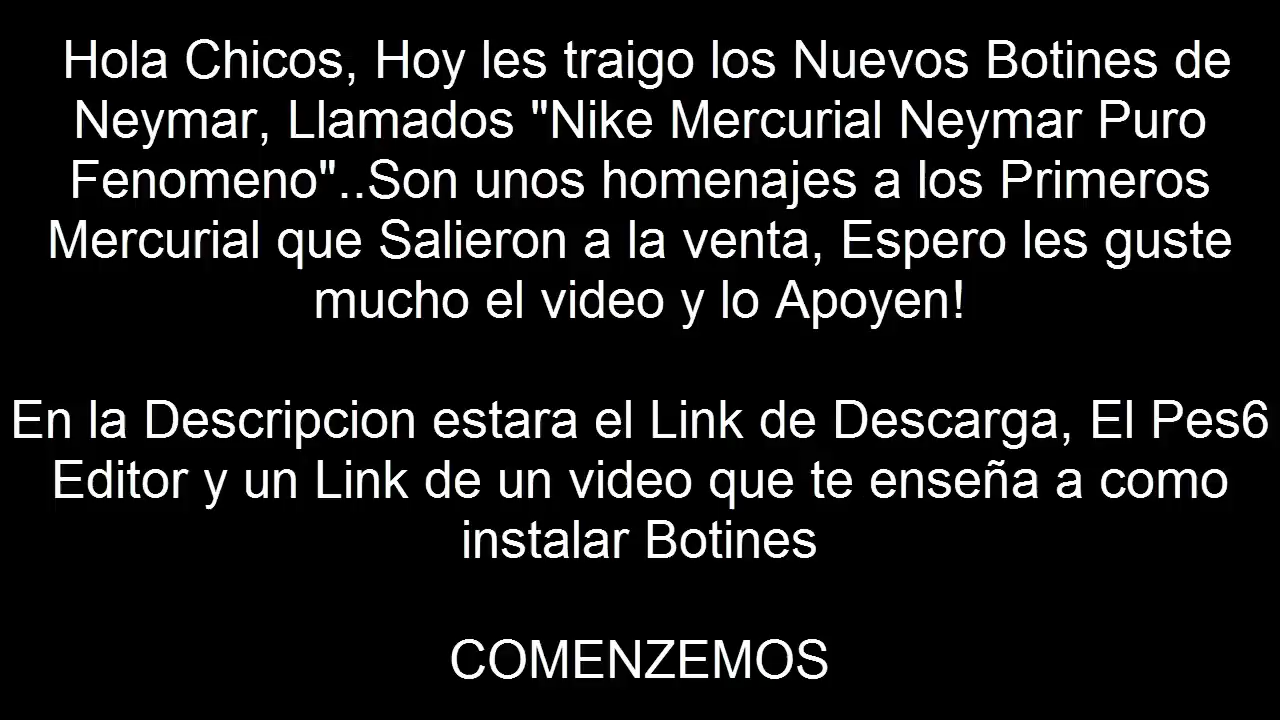 Hola Chicos, Hoy les traigo los Nuevos Botines de
Neymar, Llamados "Nike Mercurial Neymar Puro
Fenomeno"..Son unos homenajes a los Primeros
Mercurial que Salieron a la venta, Espero les guste
mucho el video y lo Apoyen!
En la Descripcion estara el Link de Descarga, El Pes6
Editor y un Link de un video que te enseña a como
instalar Botines
COMENZEMOS